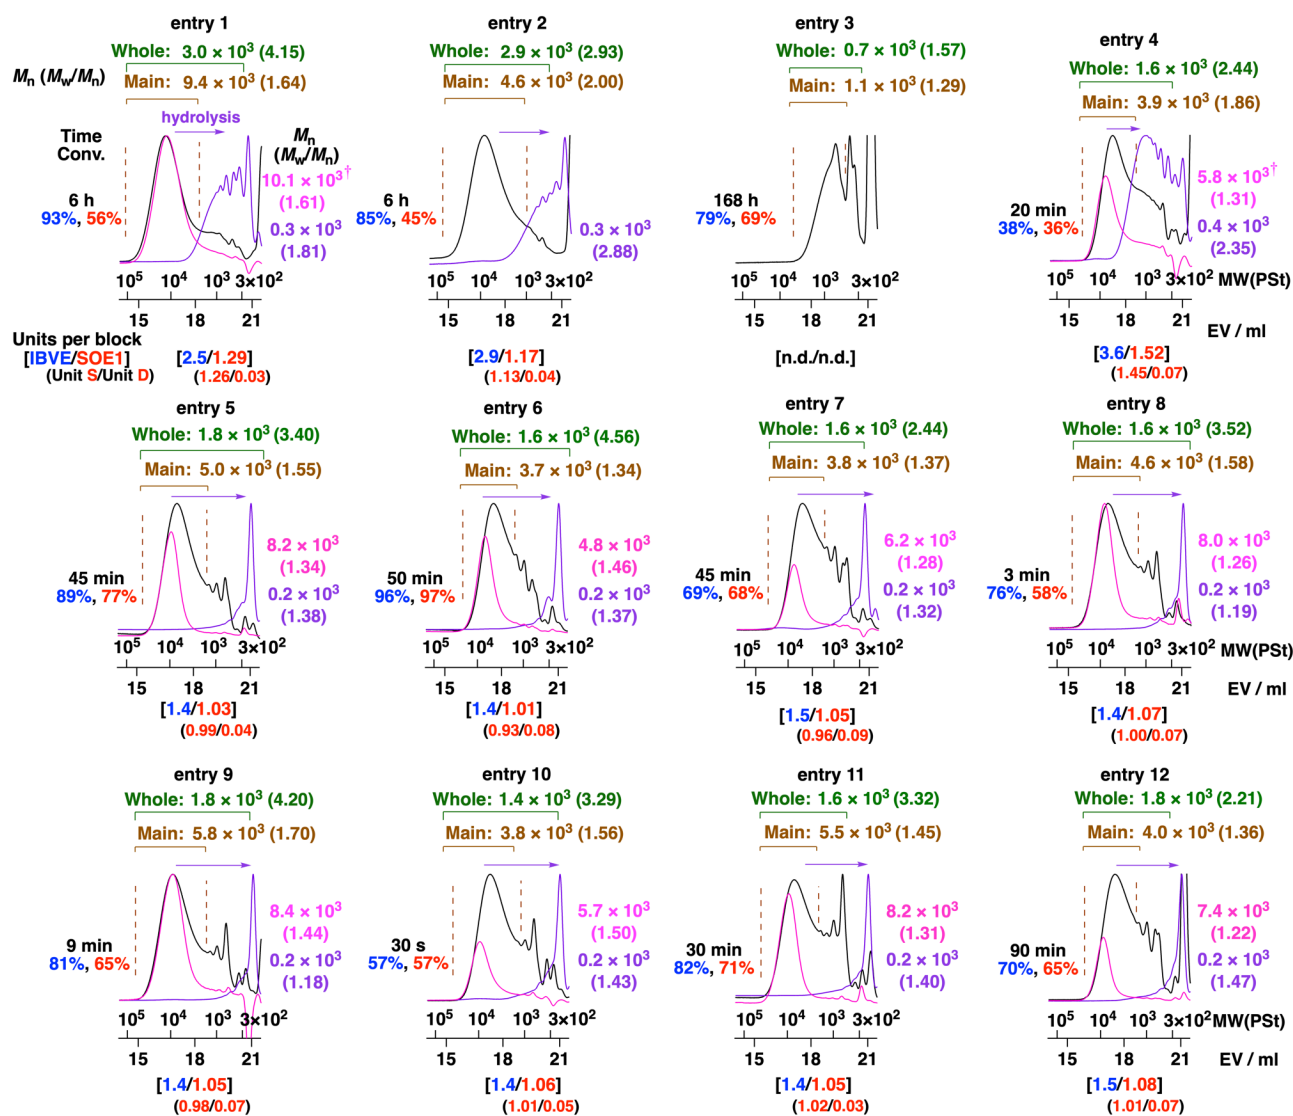 entry 1
Whole: 3.0 × 10³ (4.15)
Mn (Mw/Mn)
Main: 9.4 × 10³ (1.64)
hydrolysis
Time
Conv.
Mn
(Mw/Mn)
6 h
93%, 56%
10.1 × 10³†
(1.61)
0.3 × 10³
(1.81)
10⁵ 10⁴ 10³ 3×10²
15 18 21
Units per block
[IBVE/SOE1]
(Unit S/Unit D)
[2.5/1.29]
(1.26/0.03)
entry 2
Whole: 2.9 × 10³ (2.93)
Main: 4.6 × 10³ (2.00)
6 h
85%, 45%
0.3 × 10³
(2.88)
10⁵ 10⁴ 10³ 3×10²
15 18 21
[2.9/1.17]
(1.13/0.04)
entry 3
Whole: 0.7 × 10³ (1.57)
Main: 1.1 × 10³ (1.29)
168 h
79%, 69%
10⁵ 10⁴ 10³ 3×10²
15 18 21
[n.d./n.d.]
entry 4
Whole: 1.6 × 10³ (2.44)
Main: 3.9 × 10³ (1.86)
20 min
38%, 36%
5.8 × 10³†
(1.31)
0.4 × 10³
(2.35)
10⁵ 10⁴ 10³ 3×10² MW(PSt)
15 18 21
EV / ml
[3.6/1.52]
(1.45/0.07)
entry 5
Whole: 1.8 × 10³ (3.40)
Main: 5.0 × 10³ (1.55)
45 min
89%, 77%
8.2 × 10³
(1.34)
0.2 × 10³
(1.38)
10⁵ 10⁴ 10³ 3×10²
15 18 21
[1.4/1.03]
(0.99/0.04)
entry 6
Whole: 1.6 × 10³ (4.56)
Main: 3.7 × 10³ (1.34)
50 min
96%, 97%
4.8 × 10³
(1.46)
0.2 × 10³
(1.37)
10⁵ 10⁴ 10³ 3×10²
15 18 21
[1.4/1.01]
(0.93/0.08)
entry 7
Whole: 1.6 × 10³ (2.44)
Main: 3.8 × 10³ (1.37)
45 min
69%, 68%
6.2 × 10³
(1.28)
0.2 × 10³
(1.32)
10⁵ 10⁴ 10³ 3×10²
15 18 21
[1.5/1.05]
(0.96/0.09)
entry 8
Whole: 1.6 × 10³ (3.52)
Main: 4.6 × 10³ (1.58)
3 min
76%, 58%
8.0 × 10³
(1.26)
0.2 × 10³
(1.19)
10⁵ 10⁴ 10³ 3×10² MW(PSt)
15 18 21
EV / ml
[1.4/1.07]
(1.00/0.07)
entry 9
Whole: 1.8 × 10³ (4.20)
Main: 5.8 × 10³ (1.70)
9 min
81%, 65%
8.4 × 10³
(1.44)
0.2 × 10³
(1.18)
10⁵ 10⁴ 10³ 3×10²
15 18 21
[1.4/1.05]
(0.98/0.07)
entry 10
Whole: 1.4 × 10³ (3.29)
Main: 3.8 × 10³ (1.56)
30 s
57%, 57%
5.7 × 10³
(1.50)
0.2 × 10³
(1.43)
10⁵ 10⁴ 10³ 3×10²
15 18 21
[1.4/1.06]
(1.01/0.05)
entry 11
Whole: 1.6 × 10³ (3.32)
Main: 5.5 × 10³ (1.45)
30 min
82%, 71%
8.2 × 10³
(1.31)
0.2 × 10³
(1.40)
10⁵ 10⁴ 10³ 3×10²
15 18 21
[1.4/1.05]
(1.02/0.03)
entry 12
Whole: 1.8 × 10³ (2.21)
Main: 4.0 × 10³ (1.36)
90 min
70%, 65%
7.4 × 10³
(1.22)
0.2 × 10³
(1.47)
10⁵ 10⁴ 10³ 3×10² MW(PSt)
15 18 21
EV / ml
[1.5/1.08]
(1.01/0.07)